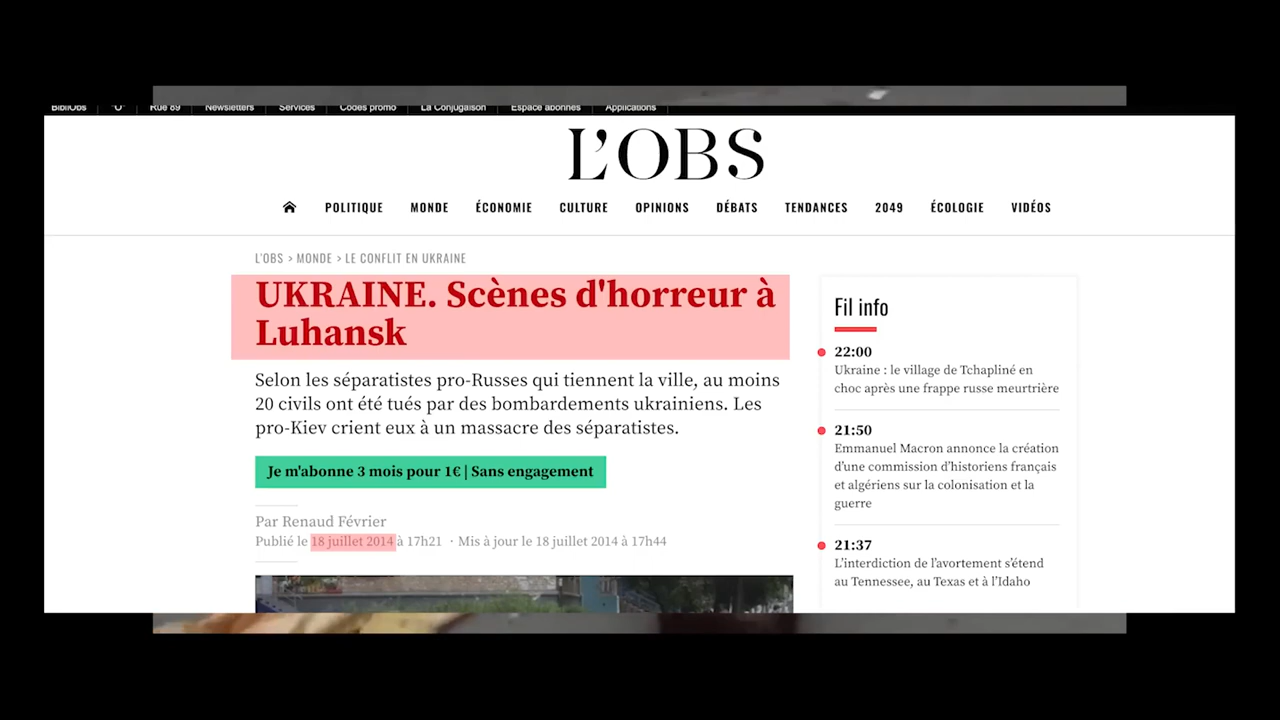 BibliObs "O" Rue 89 Newsletters Services Codes promo La Conjugaison Espace abonnés Applications
L'OBS
POLITIQUE MONDE ÉCONOMIE CULTURE OPINIONS DÉBATS TENDANCES 2049 ÉCOLOGIE VIDÉOS
L'OBS > MONDE > LE CONFLIT EN UKRAINE
UKRAINE. Scènes d'horreur à
Luhansk
Selon les séparatistes pro-Russes qui tiennent la ville, au moins
20 civils ont été tués par des bombardements ukrainiens. Les
pro-Kiev crient eux à un massacre des séparatistes.
Je m'abonne 3 mois pour 1€ | Sans engagement
Par Renaud Février
Publié le 18 juillet 2014 à 17h21 · Mis à jour le 18 juillet 2014 à 17h44
Fil info
22:00
Ukraine : le village de Tchapliné en
choc après une frappe russe meurtrière
21:50
Emmanuel Macron annonce la création
d'une commission d'historiens français
et algériens sur la colonisation et la
guerre
21:37
L'interdiction de l'avortement s'étend
au Tennessee, au Texas et à l'Idaho